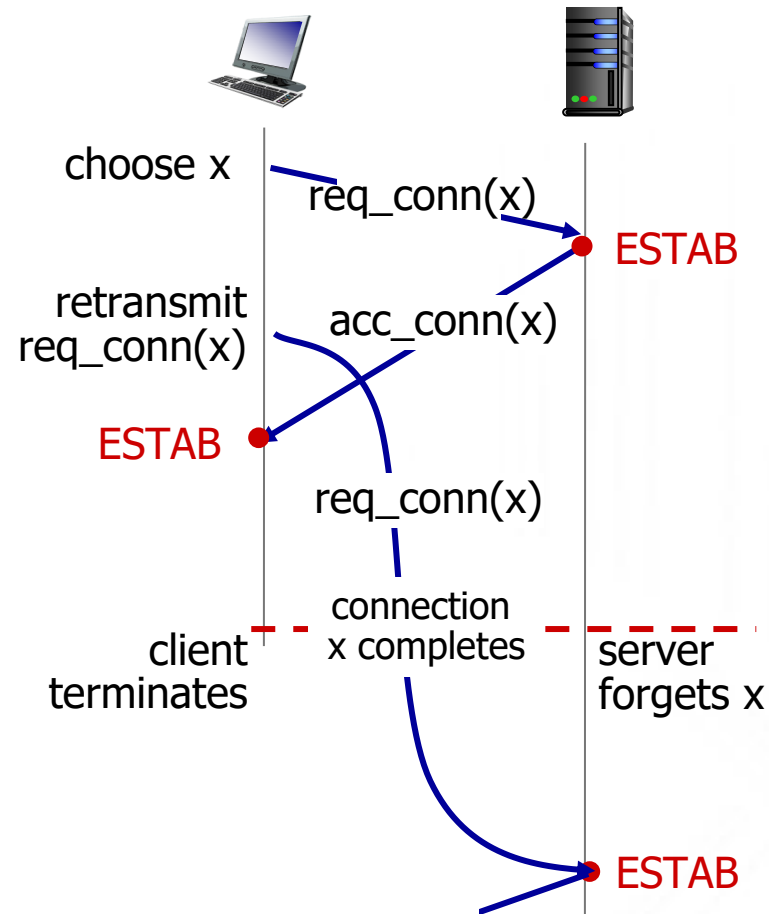 choose x
req_conn(x)
ESTAB
retransmit
req_conn(x)
acc_conn(x)
ESTAB
req_conn(x)
connection
x completes
client
terminates
server
forgets x
ESTAB